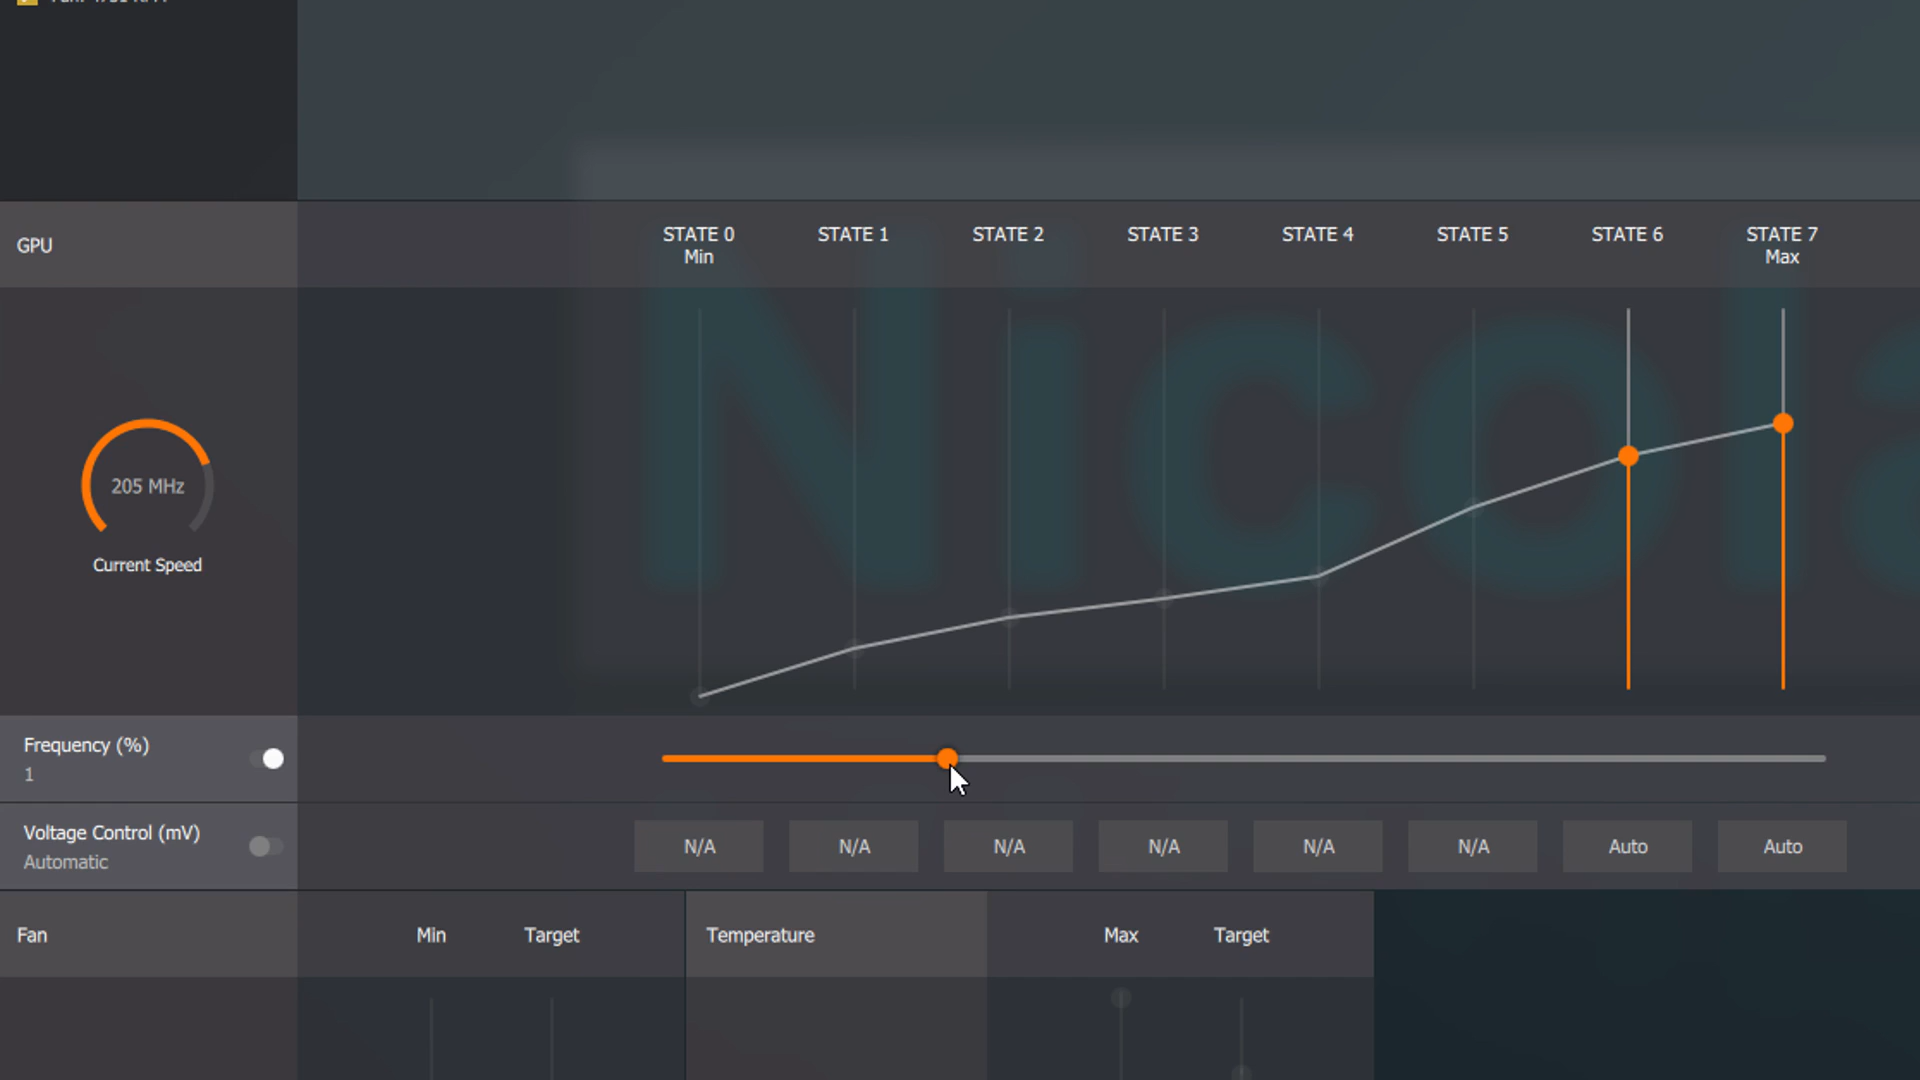 GPU
STATE 0
Min
STATE 1
STATE 2
STATE 3
STATE 4
STATE 5
STATE 6
STATE 7
Max
Nicola
205 MHz
Current Speed
Frequency (%)
1
Voltage Control (mV)
Automatic
N/A
N/A
N/A
N/A
N/A
N/A
Auto
Auto
Fan
Min
Target
Temperature
Max
Target